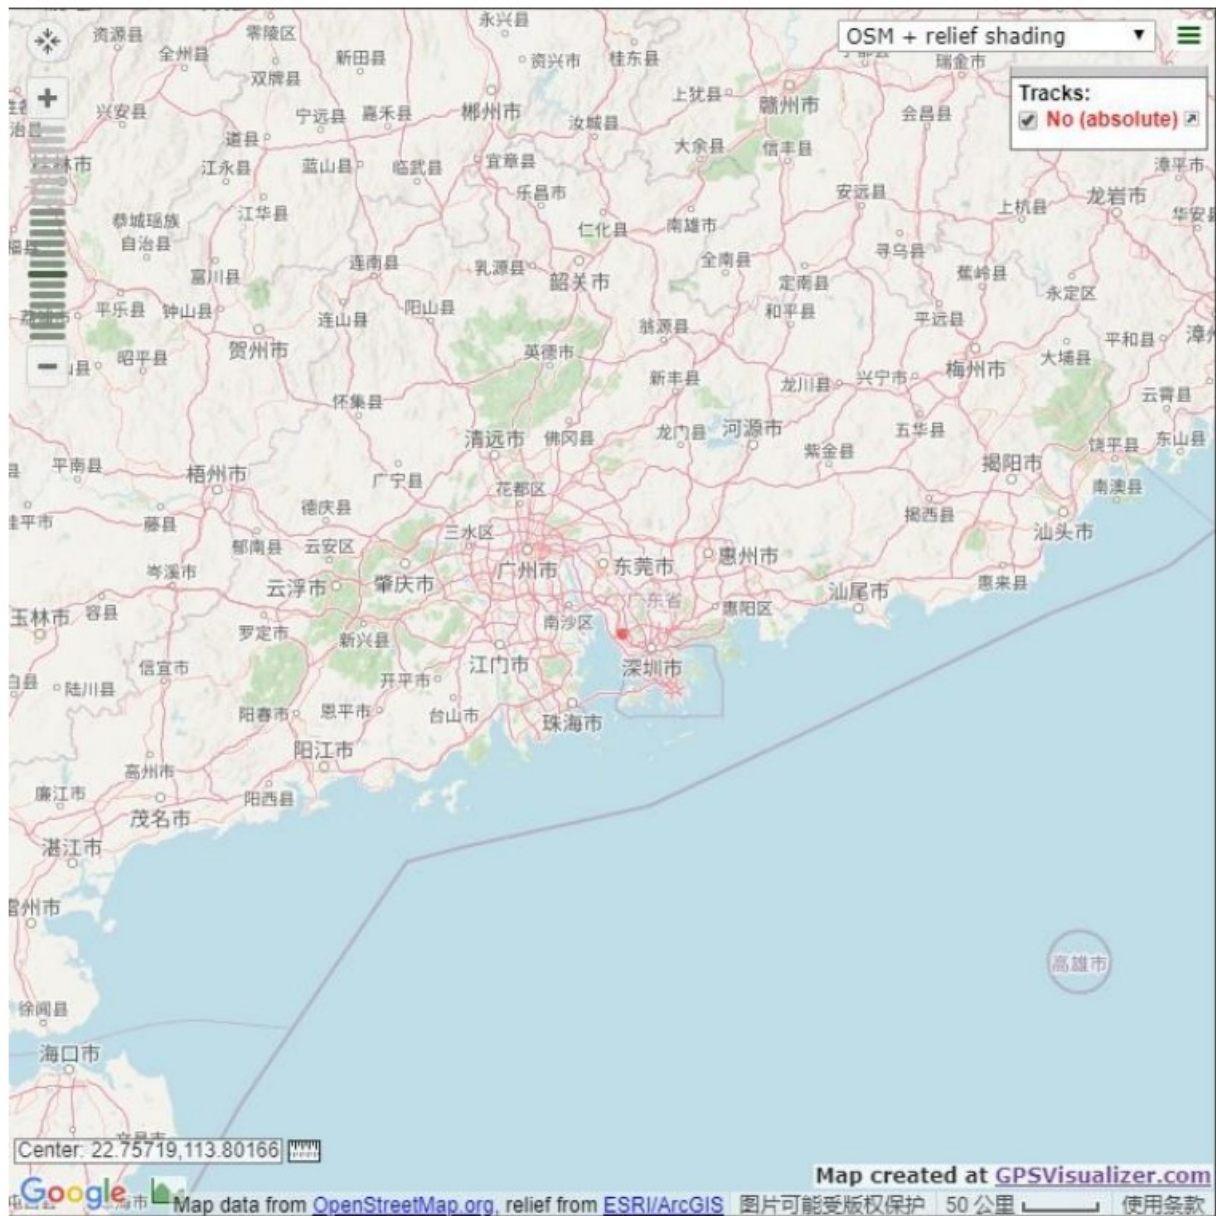 永兴县
资源县
零陵区
OSM + relief shading
全州县
新田县
资兴市
桂东县
瑞金市
双牌县
Tracks:
No (absolute)
上犹县
赣州市
兴安县
宁远县
嘉禾县
郴州市
汝城县
会昌县
道县
大余县
信丰县
江永县
蓝山县
临武县
宜章县
漳平市
乐昌市
安远县
龙岩市
恭城瑶族
自治县
江华县
仁化县
南雄市
上杭县
华安县
寻乌县
富川县
连南县
乳源县
韶关市
全南县
定南县
蕉岭县
永定区
平乐县
钟山县
连山县
阳山县
翁源县
和平县
平远县
昭平县
贺州市
英德市
大埔县
平和县
怀集县
新丰县
龙川县
兴宁市
梅州市
云霄县
清远市
佛冈县
龙门县
河源市
五华县
饶平县
东山县
平南县
梧州市
广宁县
紫金县
揭阳市
花都区
南澳县
德庆县
揭西县
桂平市
藤县
三水区
汕头市
郁南县
云安区
广州市
东莞市
惠州市
岑溪市
云浮市
肇庆市
广东省
汕尾市
惠来县
玉林市
容县
罗定市
新兴县
南沙区
惠阳区
信宜市
江门市
深圳市
陆川县
开平市
阳春市
恩平市
台山市
珠海市
阳江市
高州市
廉江市
阳西县
茂名市
湛江市
雷州市
高雄市
徐闻县
海口市
文昌市
Center: 22.75719,113.80166
Map created at GPSVisualizer.com
Google
Map data from OpenStreetMap.org, relief from ESRI/ArcGIS 图片可能受版权保护 50 公里 使用条款